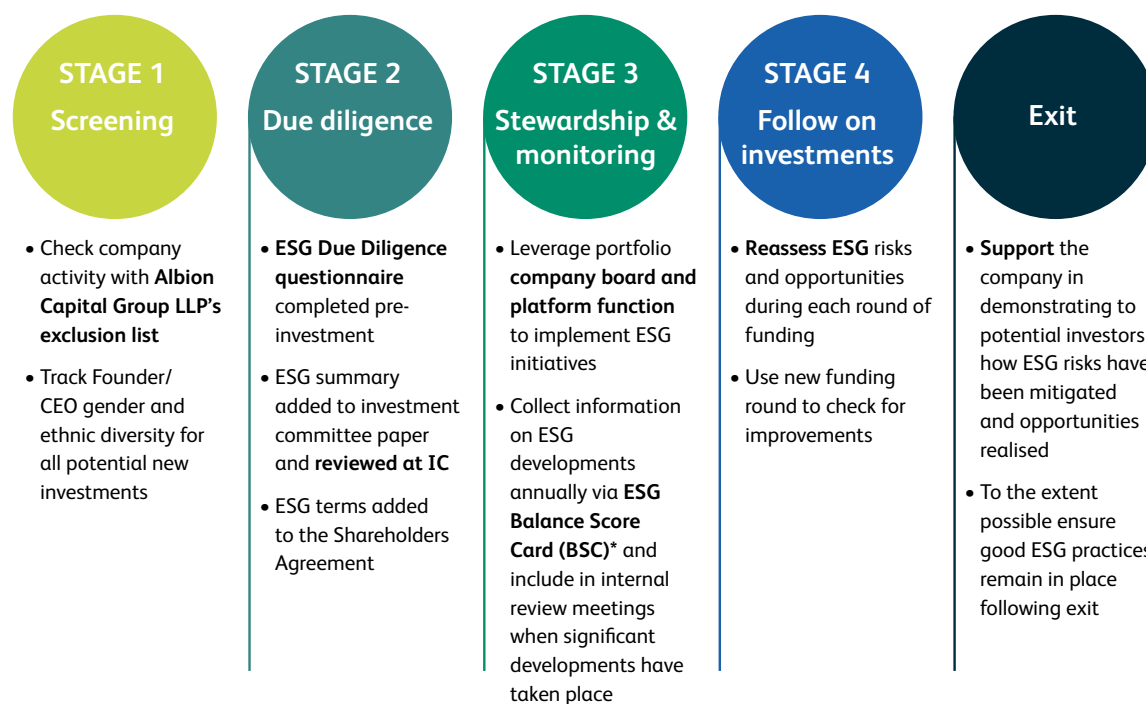 STAGE 1
Screening
• Check company
activity with Albion
Capital Group LLP's
exclusion list
• Track Founder/
CEO gender and
ethnic diversity for
all potential new
investments
STAGE 2
Due diligence
• ESG Due Diligence
questionnaire
completed pre-
investment
• ESG summary
added to investment
committee paper
and reviewed at IC
• ESG terms added
to the Shareholders
Agreement
STAGE 3
Stewardship &
monitoring
• Leverage portfolio
company board and
platform function
to implement ESG
initiatives
• Collect information
on ESG
developments
annually via ESG
Balance Score
Card (BSC)* and
include in internal
review meetings
when significant
developments have
taken place
STAGE 4
Follow on
investments
• Reassess ESG risks
and opportunities
during each round of
funding
• Use new funding
round to check for
improvements
Exit
• Support the
company in
demonstrating to
potential investors
how ESG risks have
been mitigated
and opportunities
realised
• To the extent
possible ensure
good ESG practices
remain in place
following exit